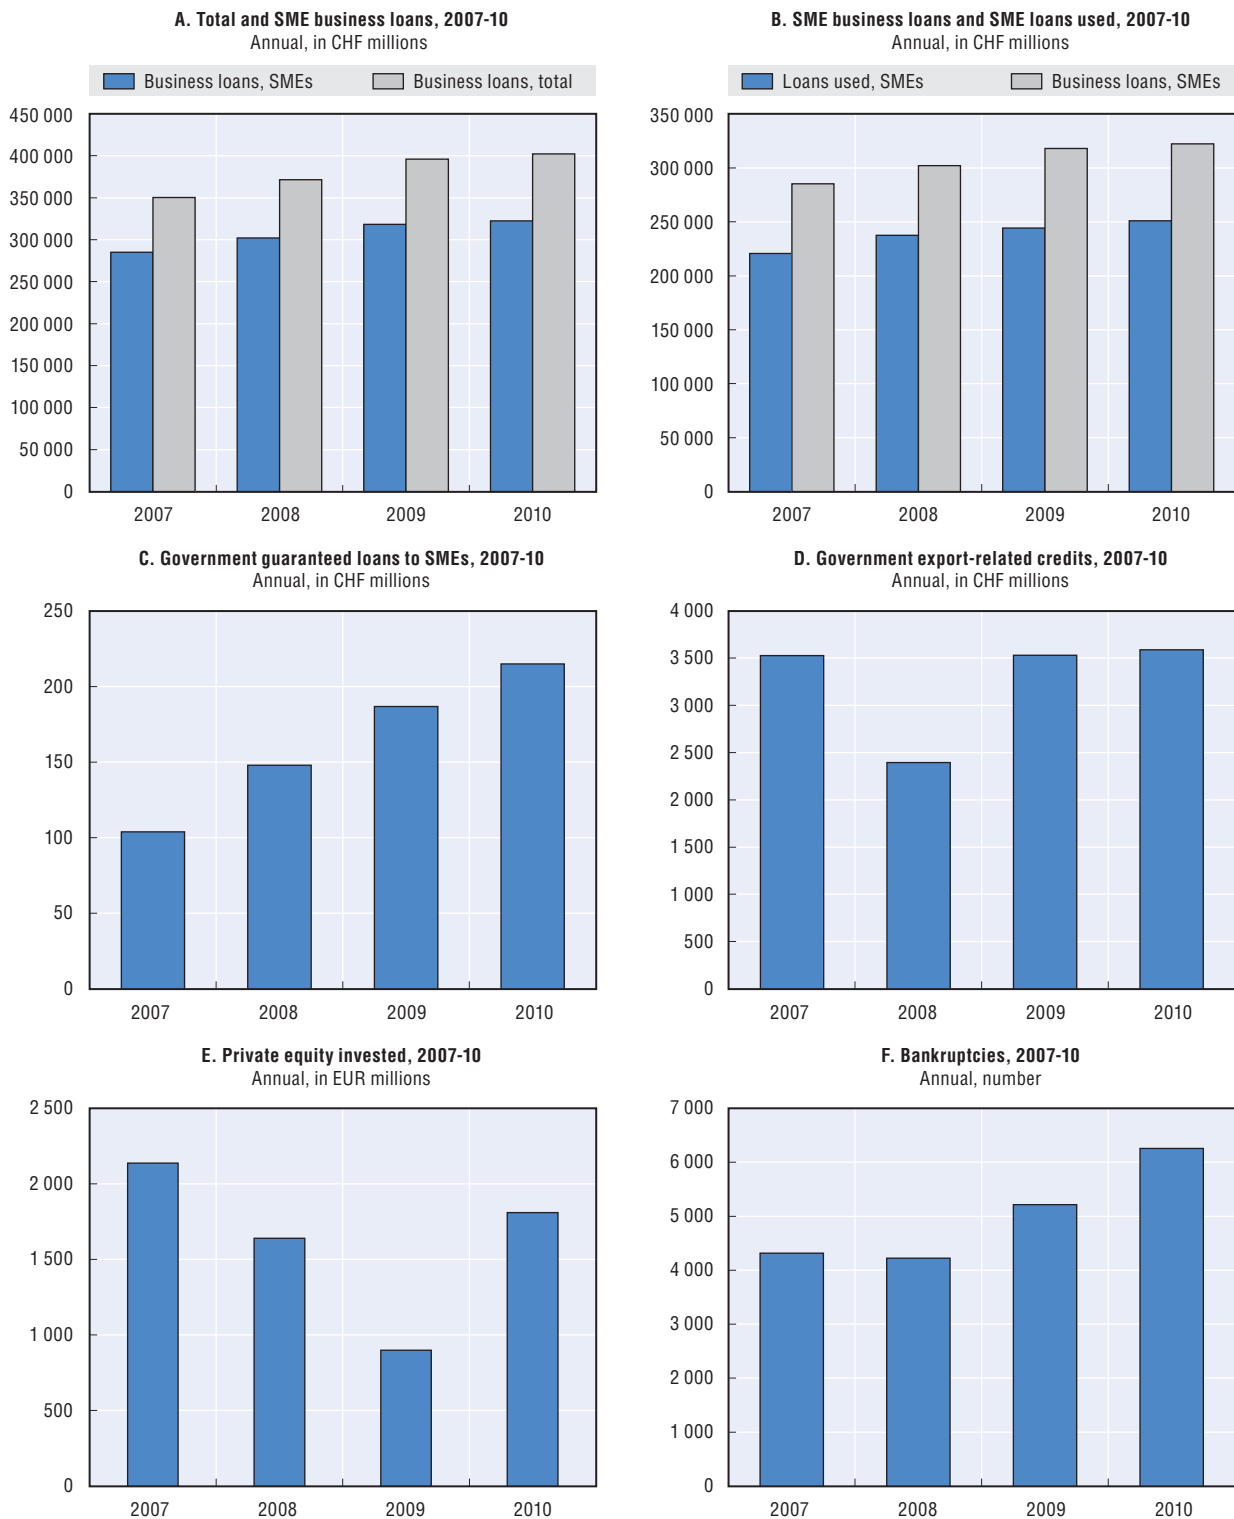 A. Total and SME business loans, 2007-10
Annual, in CHF millions
Business loans, SMEs
Business loans, total
450 000
400 000
350 000
300 000
250 000
200 000
150 000
100 000
50 000
0
2007 2008 2009 2010
B. SME business loans and SME loans used, 2007-10
Annual, in CHF millions
Loans used, SMEs
Business loans, SMEs
350 000
300 000
250 000
200 000
150 000
100 000
50 000
0
2007 2008 2009 2010
C. Government guaranteed loans to SMEs, 2007-10
Annual, in CHF millions
250
200
150
100
50
0
2007 2008 2009 2010
D. Government export-related credits, 2007-10
Annual, in CHF millions
4 000
3 500
3 000
2 500
2 000
1 500
1 000
500
0
2007 2008 2009 2010
E. Private equity invested, 2007-10
Annual, in EUR millions
2 500
2 000
1 500
1 000
500
0
2007 2008 2009 2010
F. Bankruptcies, 2007-10
Annual, number
7 000
6 000
5 000
4 000
3 000
2 000
1 000
0
2007 2008 2009 2010